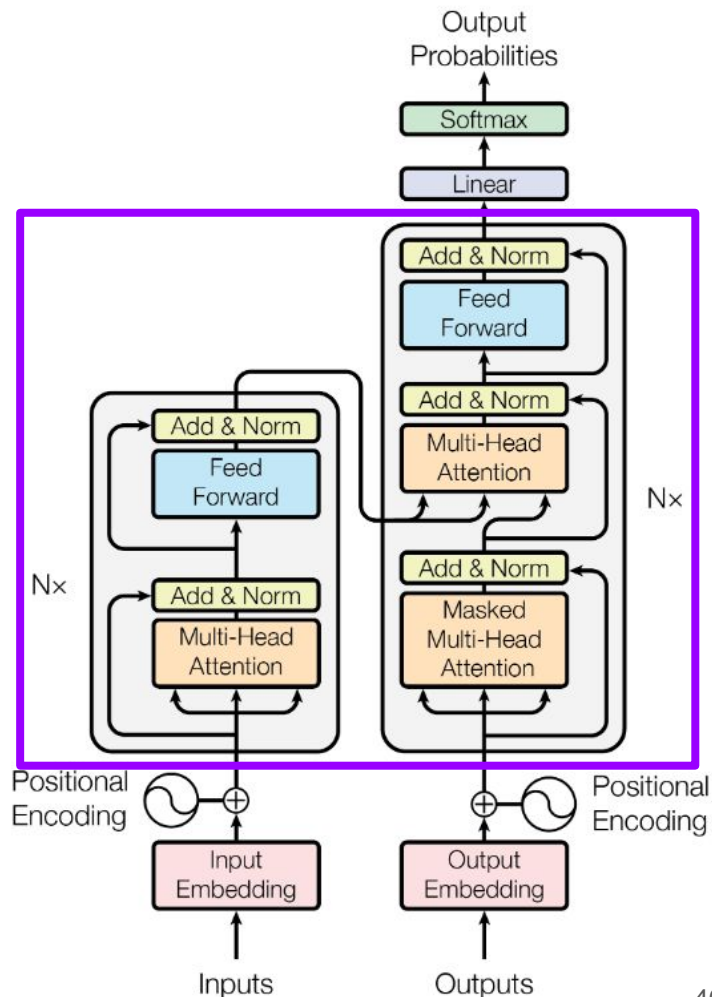 Output
Probabilities
Softmax
Linear
Add & Norm
Feed
Forward
Add & Norm
Multi-Head
Attention
Add & Norm
Masked
Multi-Head
Attention
N×
Add & Norm
Feed
Forward
Add & Norm
Multi-Head
Attention
N×
Positional
Encoding
Positional
Encoding
Input
Embedding
Output
Embedding
Inputs
Outputs